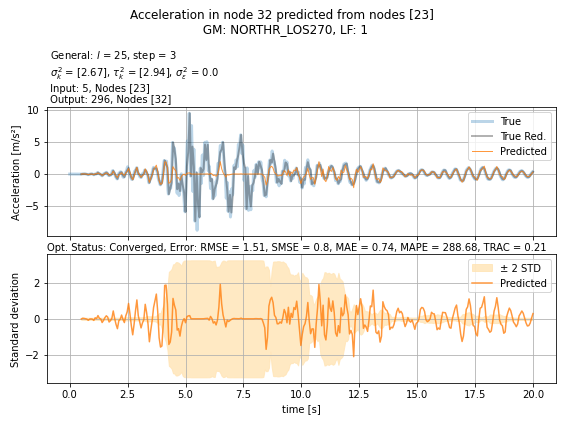 Acceleration in node 32 predicted from nodes [23]
GM: NORTHR_LOS270, LF: 1
General: l = 25, step = 3
σ²ₖ = [2.67], τ²ₖ = [2.94], σ²ε = 0.0
Input: 5, Nodes [23]
Output: 296, Nodes [32]
10
5
0
−5
Acceleration [m/s²]
True
True Red.
Predicted
Opt. Status: Converged, Error: RMSE = 1.51, SMSE = 0.8, MAE = 0.74, MAPE = 288.68, TRAC = 0.21
2
0
−2
Standard deviation
± 2 STD
Predicted
0.0 2.5 5.0 7.5 10.0 12.5 15.0 17.5 20.0
time [s]